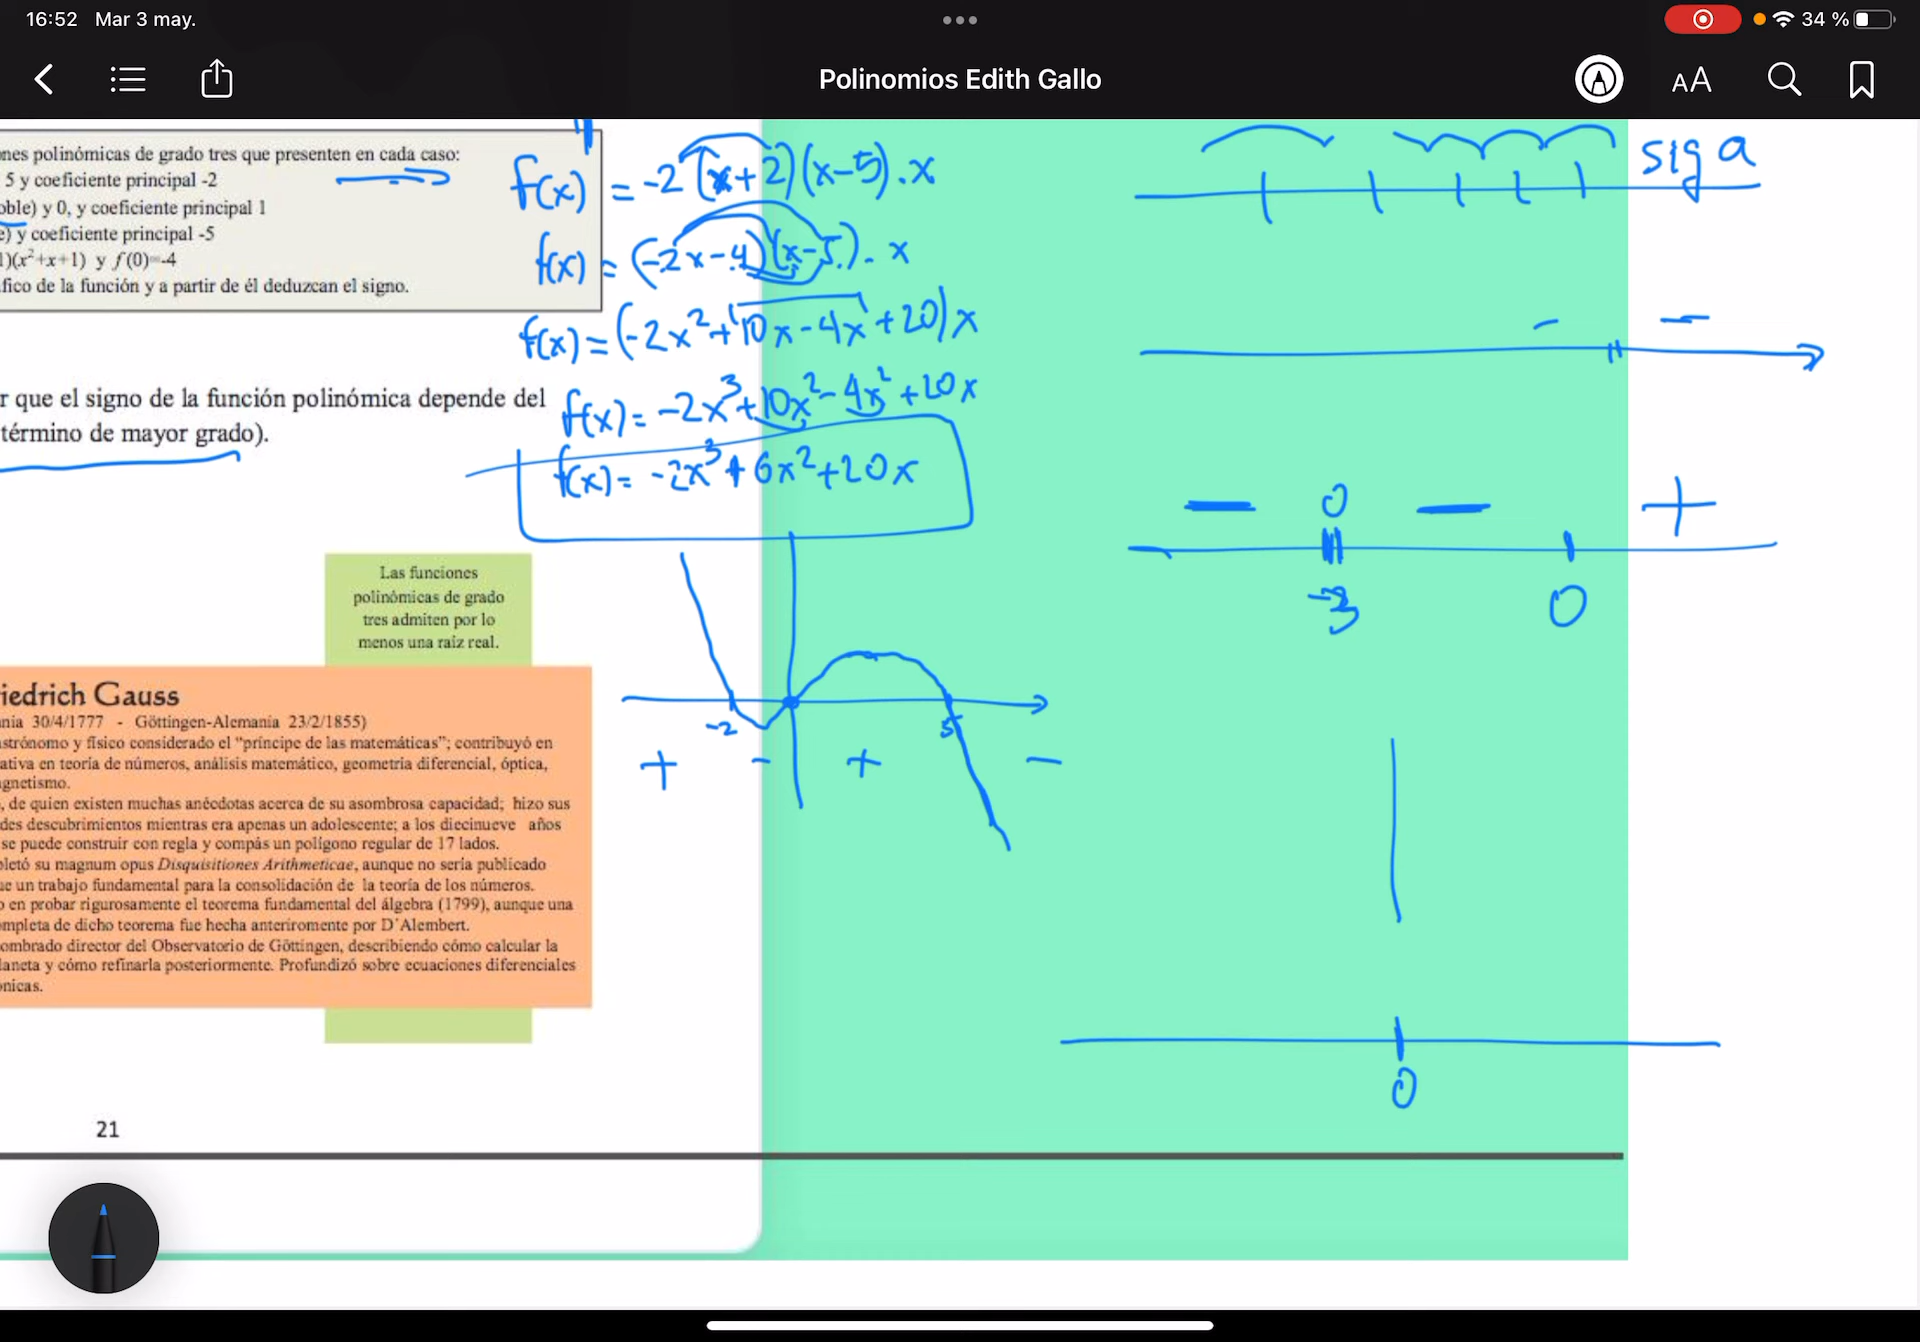 16:52 Mar 3 may.
34 %
Polinomios Edith Gallo
AA
nes polinómicas de grado tres que presenten en cada caso:
5 y coeficiente principal -2
oble) y 0, y coeficiente principal 1
e) y coeficiente principal -5
1)(x²+x+1) y f(0)=-4
fico de la función y a partir de él deduzcan el signo.
f(x) = -2(x+2)(x-5).x
f(x) = (-2x-4)(x-5).x
f(x) = (-2x²+10x-4x+20)x
f(x) = -2x³+10x²-4x²+20x
f(x) = -2x³+6x²+20x
r que el signo de la función polinómica depende del
término de mayor grado).
Las funciones
polinómicas de grado
tres admiten por lo
menos una raíz real.
iedrich Gauss
nia 30/4/1777 - Göttingen-Alemania 23/2/1855)
strónomo y físico considerado el "príncipe de las matemáticas"; contribuyó en
ativa en teoría de números, análisis matemático, geometría diferencial, óptica,
gnetismo.
, de quien existen muchas anécdotas acerca de su asombrosa capacidad; hizo sus
des descubrimientos mientras era apenas un adolescente; a los diecinueve años
se puede construir con regla y compás un polígono regular de 17 lados.
pletó su magnum opus Disquisitiones Arithmeticae, aunque no sería publicado
ue un trabajo fundamental para la consolidación de la teoría de los números.
o en probar rigurosamente el teorema fundamental del álgebra (1799), aunque una
ompleta de dicho teorema fue hecha anteriromente por D'Alembert.
ombrado director del Observatorio de Göttingen, describiendo cómo calcular la
laneta y cómo refinarla posteriormente. Profundizó sobre ecuaciones diferenciales
ónicas.
21
-2 5
+ - + -
sig a
- -
- 0 - +
-3 0
0